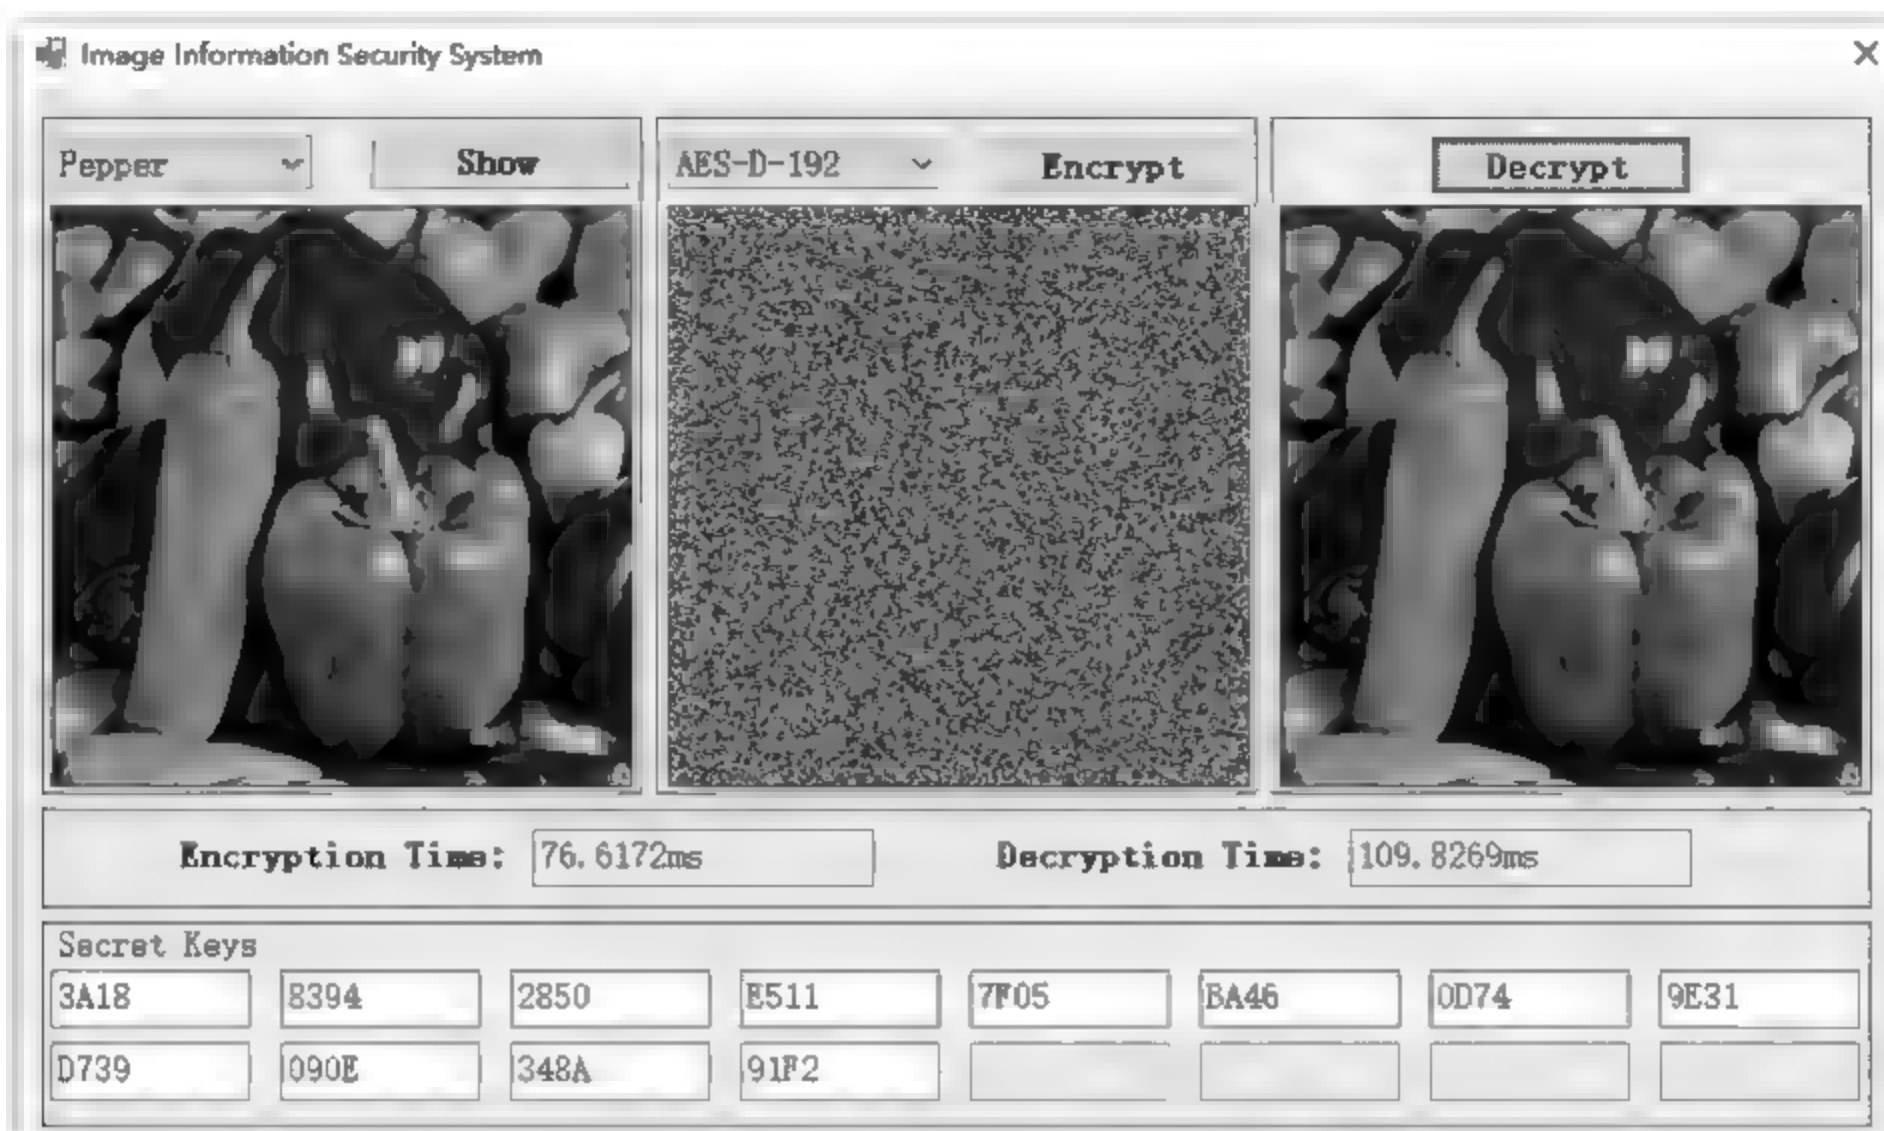 Image Information Security System
Pepper Show AES-D-192 Encrypt Decrypt
Encryption Time: 76.6172ms Decryption Time: 109.8269ms
Secret Keys
3A18 8394 2850 E511 7F05 BA46 0D74 9E31
D739 090E 348A 91F2